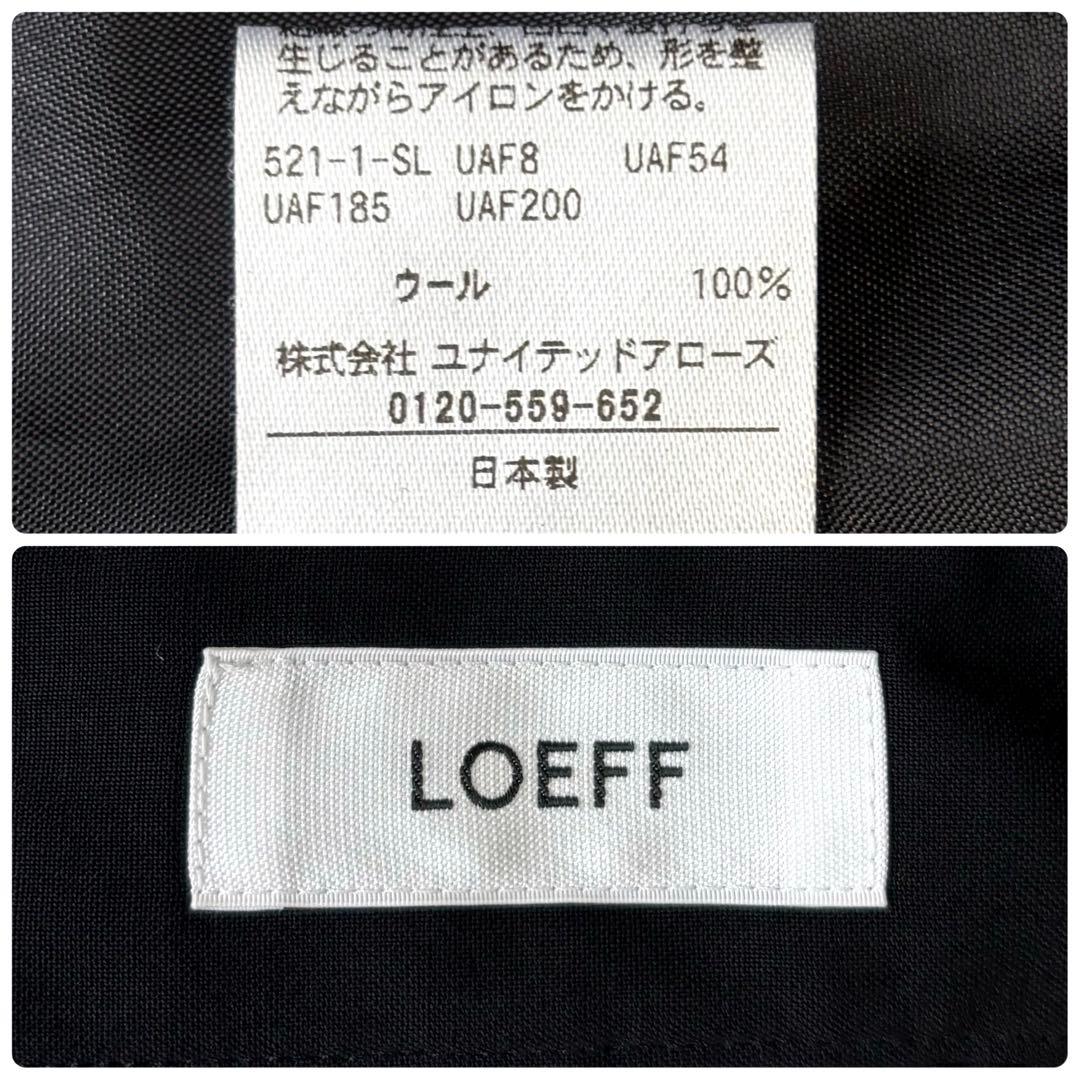 生じることがあるため、形を整
えながらアイロンをかける。
521-1-SL UAF8 UAF54
UAF185 UAF200
ウール 100%
株式会社 ユナイテッドアローズ
0120-559-652
日本製
LOEFF